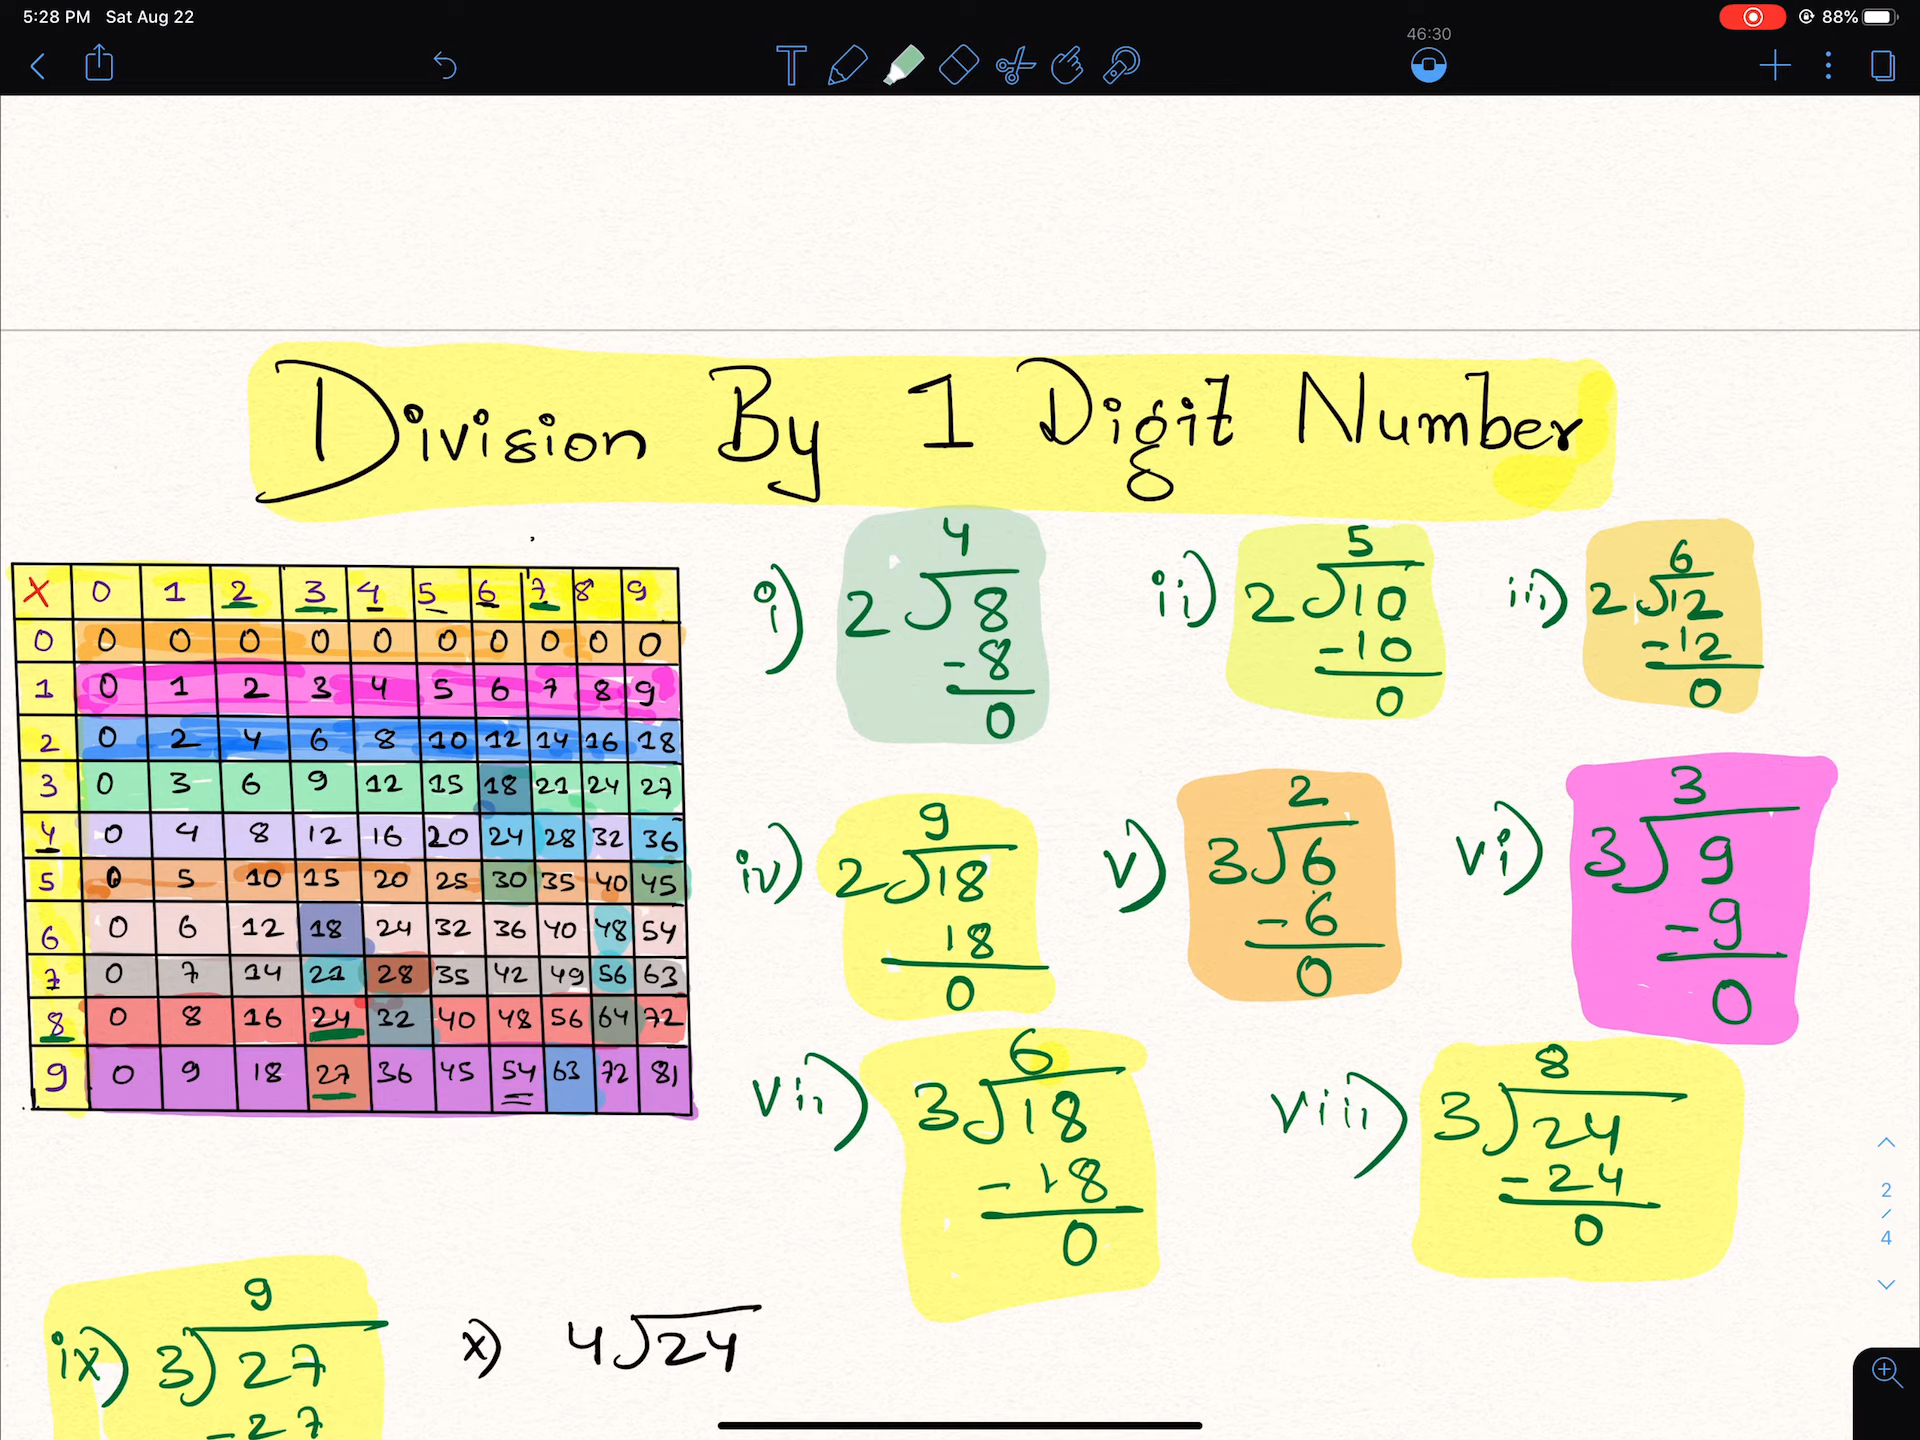 5:28 PM Sat Aug 22
88%
46:30
Division By 1 Digit Number
X 0 1 2 3 4 5 6 7 8 9
0 0 0 0 0 0 0 0 0 0 0
1 0 1 2 3 4 5 6 7 8 9
2 0 2 4 6 8 10 12 14 16 18
3 0 3 6 9 12 15 18 21 24 27
4 0 4 8 12 16 20 24 28 32 36
5 0 5 10 15 20 25 30 35 40 45
6 0 6 12 18 24 32 36 40 48 54
7 0 7 14 21 28 35 42 49 56 63
8 0 8 16 24 32 40 48 56 64 72
9 0 9 18 27 36 45 54 63 72 81
4
i) 2 8
-8
0
5
ii) 2 10
-10
0
6
iii) 2 12
-12
0
9
iv) 2 18
18
0
2
v) 3 6
-6
0
3
vi) 3 9
-9
0
6
vii) 3 18
-18
0
8
viii) 3 24
-24
0
9
ix) 3 27
-27
x) 4 24
2
/
4